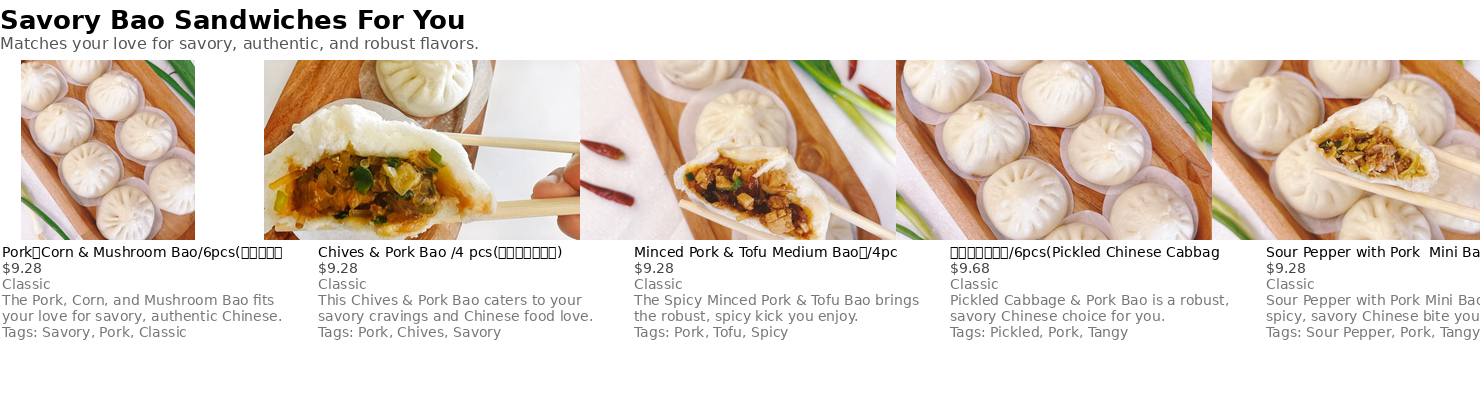 Savory Bao Sandwiches For You
Matches your love for savory, authentic, and robust flavors.
Pork▯Corn & Mushroom Bao/6pcs(▯▯▯▯▯
$9.28
Classic
The Pork, Corn, and Mushroom Bao fits
your love for savory, authentic Chinese.
Tags: Savory, Pork, Classic
Chives & Pork Bao /4 pcs(▯▯▯▯▯▯▯)
$9.28
Classic
This Chives & Pork Bao caters to your
savory cravings and Chinese food love.
Tags: Pork, Chives, Savory
Minced Pork & Tofu Medium Bao▯/4pc
$9.28
Classic
The Spicy Minced Pork & Tofu Bao brings
the robust, spicy kick you enjoy.
Tags: Pork, Tofu, Spicy
▯▯▯▯▯▯▯/6pcs(Pickled Chinese Cabbag
$9.68
Classic
Pickled Cabbage & Pork Bao is a robust,
savory Chinese choice for you.
Tags: Pickled, Pork, Tangy
Sour Pepper with Pork  Mini Ba
$9.28
Classic
Sour Pepper with Pork Mini Bao
spicy, savory Chinese bite you
Tags: Sour Pepper, Pork, Tangy